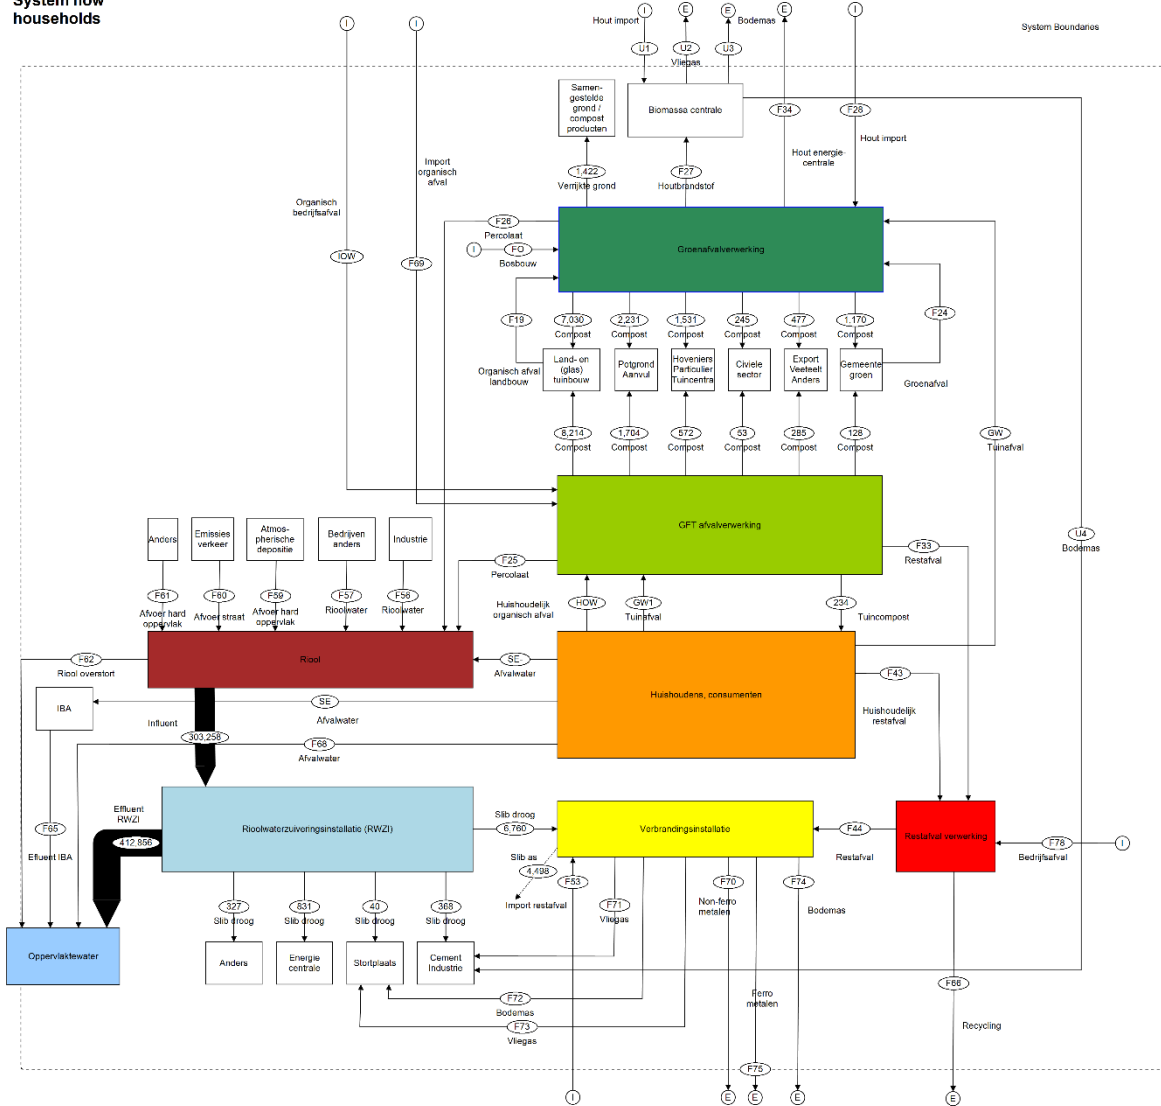 System flow
households
I
I
Hout import
I
E
E
Bodemas
E
I
System Boundaries
U1
U2
U3
Vliegas
Samen-
gestelde
grond /
compost
producten
Biomassa centrale
F34
F28
Hout import
Import
organisch
afval
Hout energie-
centrale
1,422
Verrijkte grond
F27
Houtbrandstof
Organisch
bedrijfsafval
F26
Percolaat
I
FO
Bosbouw
Groenafvalverwerking
IOW
F69
F19
7,030
Compost
2,231
Compost
1,531
Compost
245
Compost
477
Compost
1,170
Compost
F24
Organisch afval
landbouw
Land- en
(glas)
tuinbouw
Potgrond
Aanvul
Hoveniers
Particulier
Tuincentra
Civiele
sector
Export
Veeteelt
Anders
Gemeente
groen
Groenafval
8,214
Compost
1,704
Compost
572
Compost
53
Compost
285
Compost
128
Compost
GW
Tuinafval
GFT afvalverwerking
Anders
Emissies
verkeer
Atmos-
pherische
depositie
Bedrijven
anders
Industrie
U4
Bodemas
F33
Restafval
F25
Percolaat
F61
Afvoer hard
oppervlak
F60
Afvoer straat
F59
Afvoer hard
oppervlak
F57
Rioolwater
F56
Rioolwater
Huishoudelijk
organisch afval
HOW
GW1
Tuinafval
234
Tuincompost
Riool
F62
Riool overstort
SE-
Afvalwater
Huishoudens, consumenten
F43
Huishoudelijk
restafval
IBA
SE
Afvalwater
Influent
303,258
F68
Afvalwater
Effluent
RWZI
412,856
F65
Efluent IBA
Rioolwaterzuiveringsinstallatie (RWZI)
Slib droog
6,760
Verbrandingsinstallatie
F44
Restafval
Restafval verwerking
F78
Bedrijfsafval
I
Slib as
4,498
Import restafval
F53
F71
Vliegas
F70
Non-ferro
metalen
F74
Bodemas
327
Slib droog
831
Slib droog
40
Slib droog
368
Slib droog
Oppervlaktewater
Anders
Energie
centrale
Stortplaats
Cement
Industrie
F72
Bodemas
F73
Vliegas
Ferro
metalen
F66
Recycling
F75
I
E
E
E
E